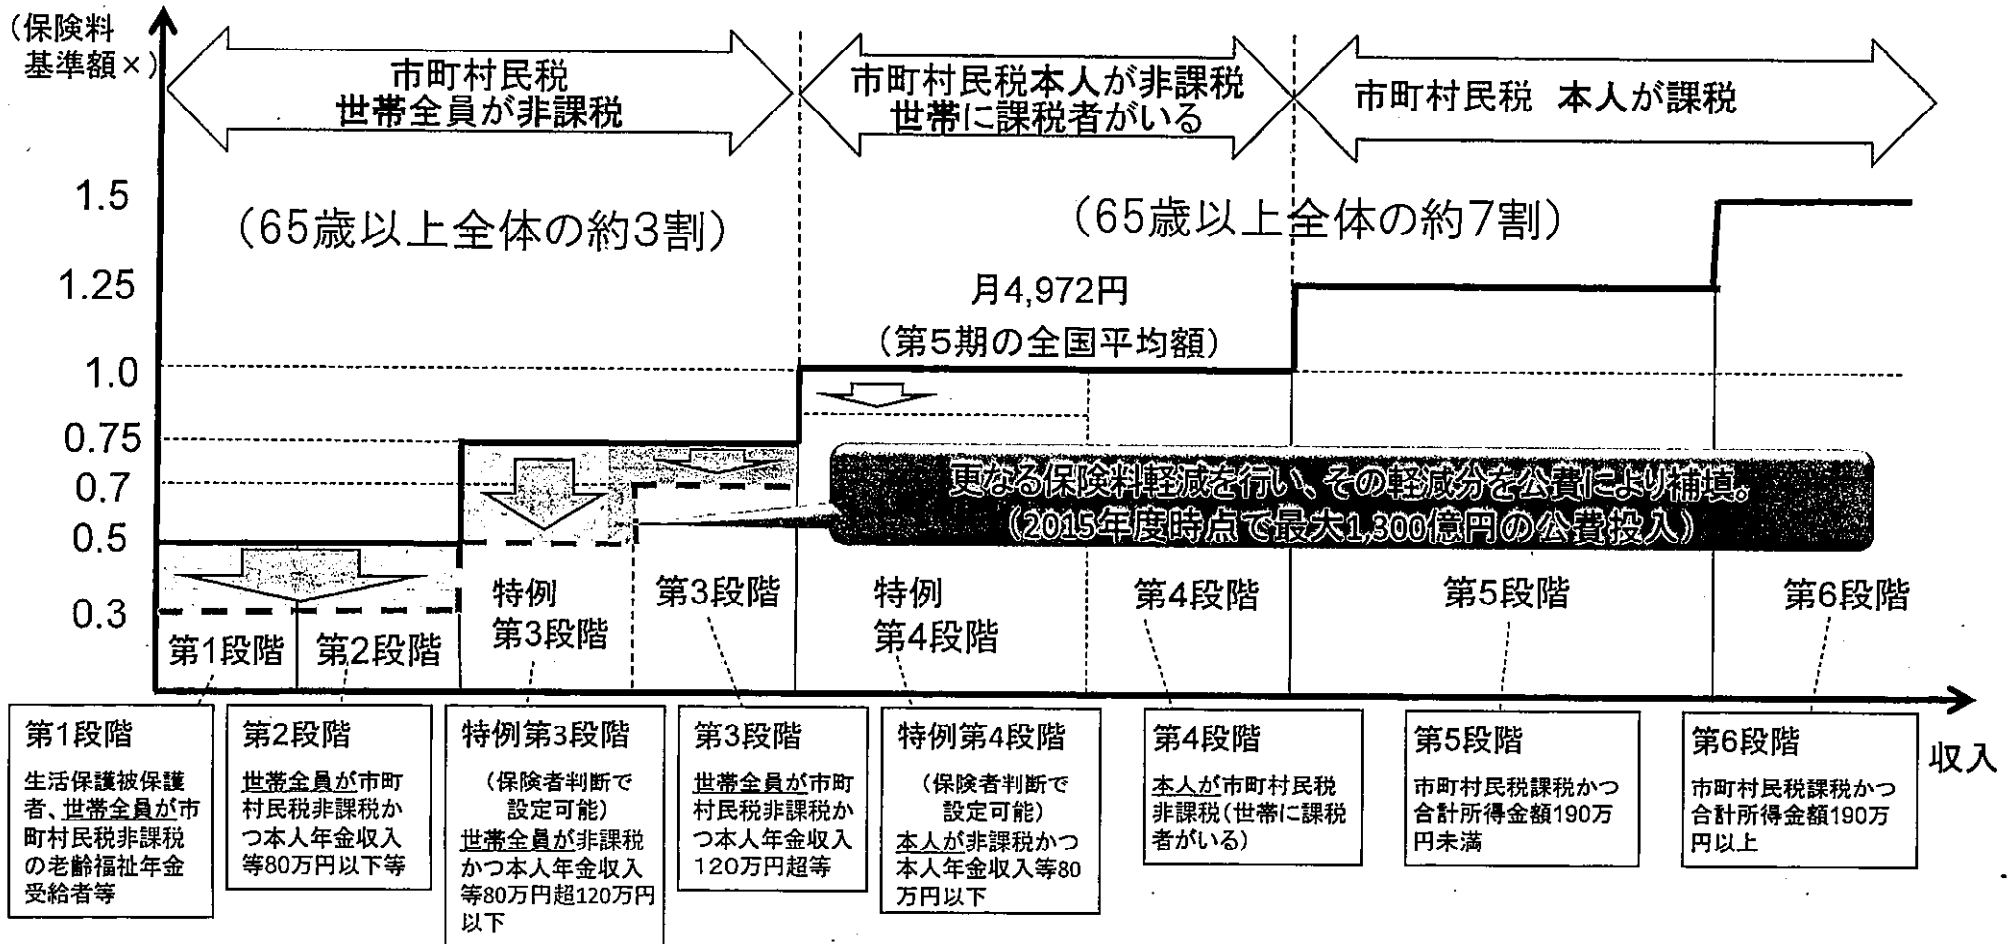 (保険料
基準額×)
市町村民税
世帯全員が非課税
市町村民税本人が非課税
世帯に課税者がいる
市町村民税 本人が課税
1.5
(65歳以上全体の約3割)
(65歳以上全体の約7割)
1.25
月4,972円
(第5期の全国平均額)
1.0
0.75
0.7
0.5
0.3
更なる保険料軽減を行い、その軽減分を公費により補填。
(2015年度時点で最大1,300億円の公費投入)
第1段階
第2段階
特例
第3段階
第3段階
特例
第4段階
第4段階
第5段階
第6段階
収入
第1段階
生活保護被保護
者、世帯全員が市
町村民税非課税
の老齢福祉年金
受給者等
第2段階
世帯全員が市町
村民税非課税か
つ本人年金収入
等80万円以下等
特例第3段階
(保険者判断で
設定可能)
世帯全員が非課税
かつ本人年金収入
等80万円超120万円
以下
第3段階
世帯全員が市町
村民税非課税か
つ本人年金収入
120万円超等
特例第4段階
(保険者判断で
設定可能)
本人が非課税かつ
本人年金収入等80
万円以下
第4段階
本人が市町村民税
非課税(世帯に課税
者がいる)
第5段階
市町村民税課税かつ
合計所得金額190万
円未満
第6段階
市町村民税課税かつ
合計所得金額190万
円以上